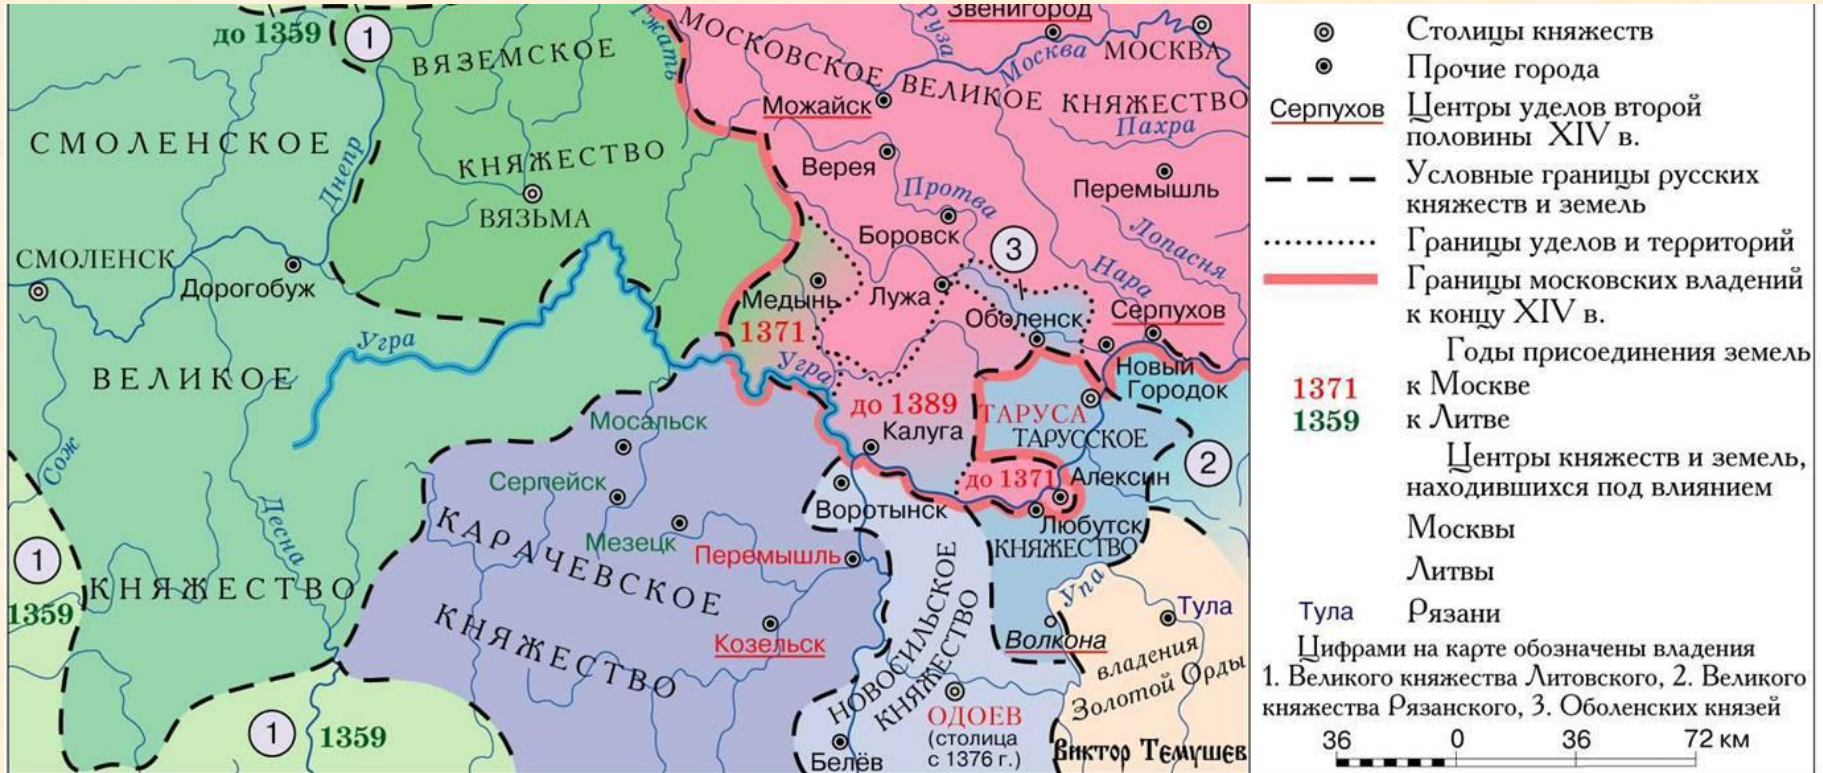 до 1359
1
ВЯЗЕМСКОЕ
КНЯЖЕСТВО
ВЯЗЬМА
Гжать
МОСКОВСКОЕ ВЕЛИКОЕ КНЯЖЕСТВО
Руза
Звенигород
Москва
МОСКВА
Можайск
Пахра
Верея
Протва
Перемышль
Боровск
3
Лопасня
Нара
СМОЛЕНСКОЕ
Днепр
СМОЛЕНСК
Дорогобуж
Медынь
1371
Лужа
Оболенск
Серпухов
Угра
Угра
Новый
Городок
ВЕЛИКОЕ
до 1389
Калуга
ТАРУСА
ТАРУССКОЕ
2
Мосальск
Сож
Серпейск
до 1371
Алексин
Десна
Воротынск
Любутск
КНЯЖЕСТВО
Мезецк
Перемышль
КАРАЧЕВСКОЕ
КНЯЖЕСТВО
1
1359
КНЯЖЕСТВО
Козельск
НОВОСИЛЬСКОЕ
КНЯЖЕСТВО
Упа
Тула
Волкона
владения
Золотой Орды
1
1359
ОДОЕВ
(столица
с 1376 г.)
Белёв
Виктор Темушев
Столицы княжеств
Прочие города
Серпухов Центры уделов второй
половины XIV в.
Условные границы русских
княжеств и земель
Границы уделов и территорий
Границы московских владений
к концу XIV в.
Годы присоединения земель
1371 к Москве
1359 к Литве
Центры княжеств и земель,
находившихся под влиянием
Москвы
Литвы
Тула Рязани
Цифрами на карте обозначены владения
1. Великого княжества Литовского, 2. Великого
княжества Рязанского, 3. Оболенских князей
36 0 36 72 км